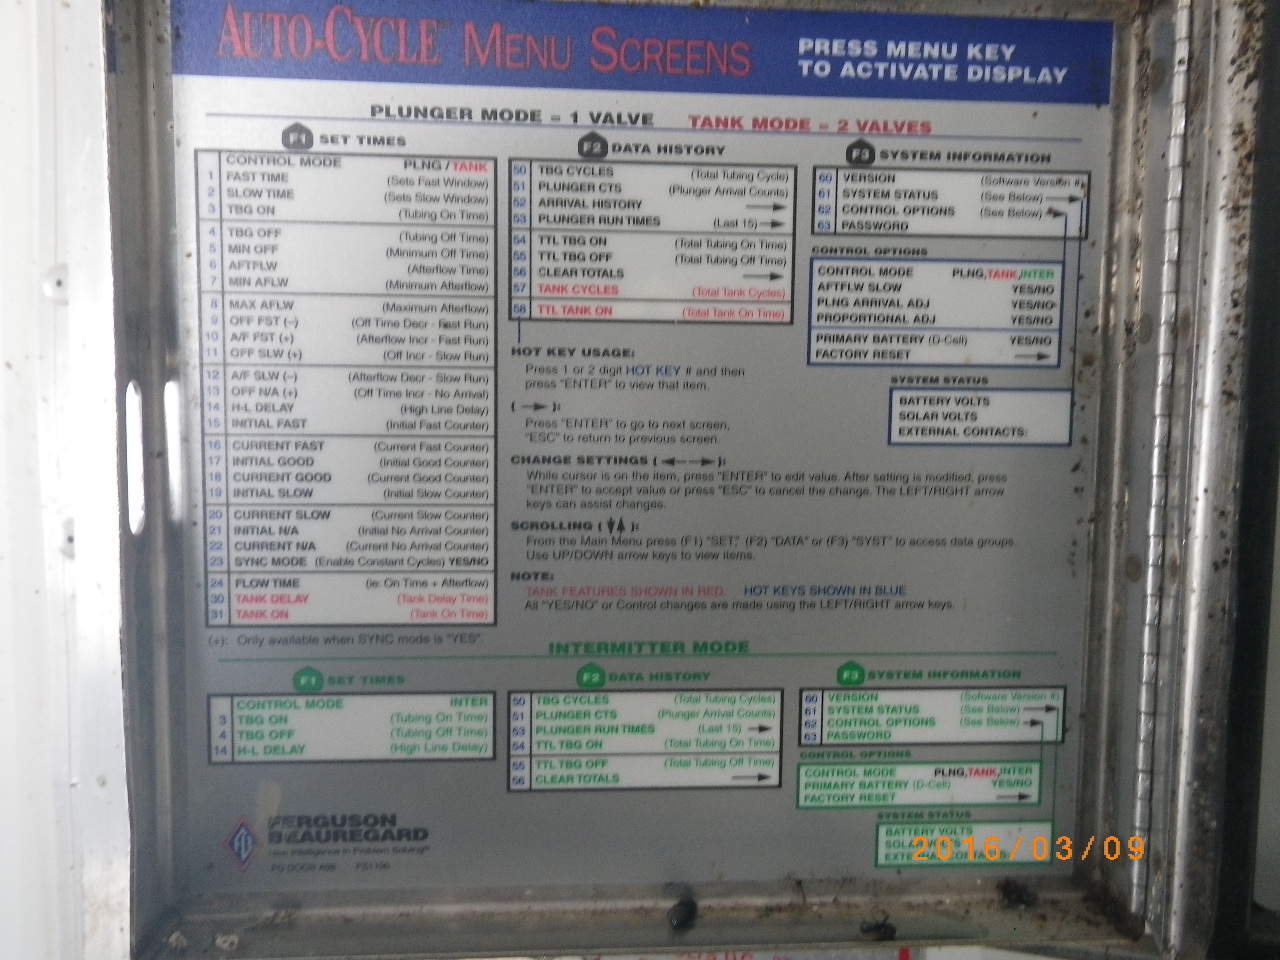 AUTO-CYCLE MENU SCREENS
PRESS MENU KEY
TO ACTIVATE DISPLAY
PLUNGER MODE = 1 VALVE TANK MODE = 2 VALVES
F1 SET TIMES
CONTROL MODE PLNG / TANK
1 FAST TIME (Sets Fast Window)
2 SLOW TIME (Sets Slow Window)
3 TBG ON (Tubing On Time)
4 TBG OFF (Tubing Off Time)
5 MIN OFF (Minimum Off Time)
6 AFTFLW (Afterflow Time)
7 MIN AFLW (Minimum Afterflow)
8 MAX AFLW (Maximum Afterflow)
9 OFF FST (–) (Off Time Decr - Fast Run)
10 A/F FST (+) (Afterflow Incr - Fast Run)
11 OFF SLW (+) (Off Incr - Slow Run)
12 A/F SLW (–) (Afterflow Decr - Slow Run)
13 OFF N/A (+) (Off Time Incr - No Arrival)
14 H-L DELAY (High Line Delay)
15 INITIAL FAST (Initial Fast Counter)
16 CURRENT FAST (Current Fast Counter)
17 INITIAL GOOD (Initial Good Counter)
18 CURRENT GOOD (Current Good Counter)
19 INITIAL SLOW (Initial Slow Counter)
20 CURRENT SLOW (Current Slow Counter)
21 INITIAL N/A (Initial No Arrival Counter)
22 CURRENT N/A (Current No Arrival Counter)
23 SYNC MODE (Enable Constant Cycles) YES/NO
24 FLOW TIME (ie: On Time + Afterflow)
30 TANK DELAY (Tank Delay Time)
31 TANK ON (Tank On Time)
(+): Only available when SYNC mode is "YES".
F2 DATA HISTORY
50 TBG CYCLES (Total Tubing Cycle)
51 PLUNGER CTS (Plunger Arrival Counts)
52 ARRIVAL HISTORY
53 PLUNGER RUN TIMES (Last 15)
54 TTL TBG ON (Total Tubing On Time)
55 TTL TBG OFF (Total Tubing Off Time)
56 CLEAR TOTALS
57 TANK CYCLES (Total Tank Cycles)
58 TTL TANK ON (Total Tank On Time)
HOT KEY USAGE:
Press 1 or 2 digit HOT KEY # and then
press "ENTER" to view that item.
( → ):
Press "ENTER" to go to next screen,
"ESC" to return to previous screen.
CHANGE SETTINGS ( ←→ ):
While cursor is on the item, press "ENTER" to edit value. After setting is modified, press
"ENTER" to accept value or press "ESC" to cancel the change. The LEFT/RIGHT arrow
keys can assist changes.
SCROLLING ( ↓↑ ):
From the Main Menu press (F1) "SET," (F2) "DATA" or (F3) "SYST" to access data groups.
Use UP/DOWN arrow keys to view items.
NOTE:
TANK FEATURES SHOWN IN RED. HOT KEYS SHOWN IN BLUE
All "YES/NO" or Control changes are made using the LEFT/RIGHT arrow keys.
F3 SYSTEM INFORMATION
60 VERSION (Software Version #)
61 SYSTEM STATUS (See Below)
62 CONTROL OPTIONS (See Below)
63 PASSWORD
CONTROL OPTIONS
CONTROL MODE PLNG,TANK,INTER
AFTFLW SLOW YES/NO
PLNG ARRIVAL ADJ YES/NO
PROPORTIONAL ADJ YES/NO
PRIMARY BATTERY (D-Cell) YES/NO
FACTORY RESET
SYSTEM STATUS
BATTERY VOLTS
SOLAR VOLTS
EXTERNAL CONTACTS:
INTERMITTER MODE
F1 SET TIMES
CONTROL MODE INTER
3 TBG ON (Tubing On Time)
4 TBG OFF (Tubing Off Time)
14 H-L DELAY (High Line Delay)
F2 DATA HISTORY
50 TBG CYCLES (Total Tubing Cycles)
51 PLUNGER CTS (Plunger Arrival Counts)
53 PLUNGER RUN TIMES (Last 15)
54 TTL TBG ON (Total Tubing On Time)
55 TTL TBG OFF (Total Tubing Off Time)
56 CLEAR TOTALS
F3 SYSTEM INFORMATION
60 VERSION (Software Version #)
61 SYSTEM STATUS (See Below)
62 CONTROL OPTIONS (See Below)
63 PASSWORD
CONTROL OPTIONS
CONTROL MODE PLNG,TANK,INTER
PRIMARY BATTERY (D-Cell) YES/NO
FACTORY RESET
SYSTEM STATUS
BATTERY VOLTS
SOLAR VOLTS
EXTERNAL CONTACTS
FERGUSON
BEAUREGARD
2016/03/09